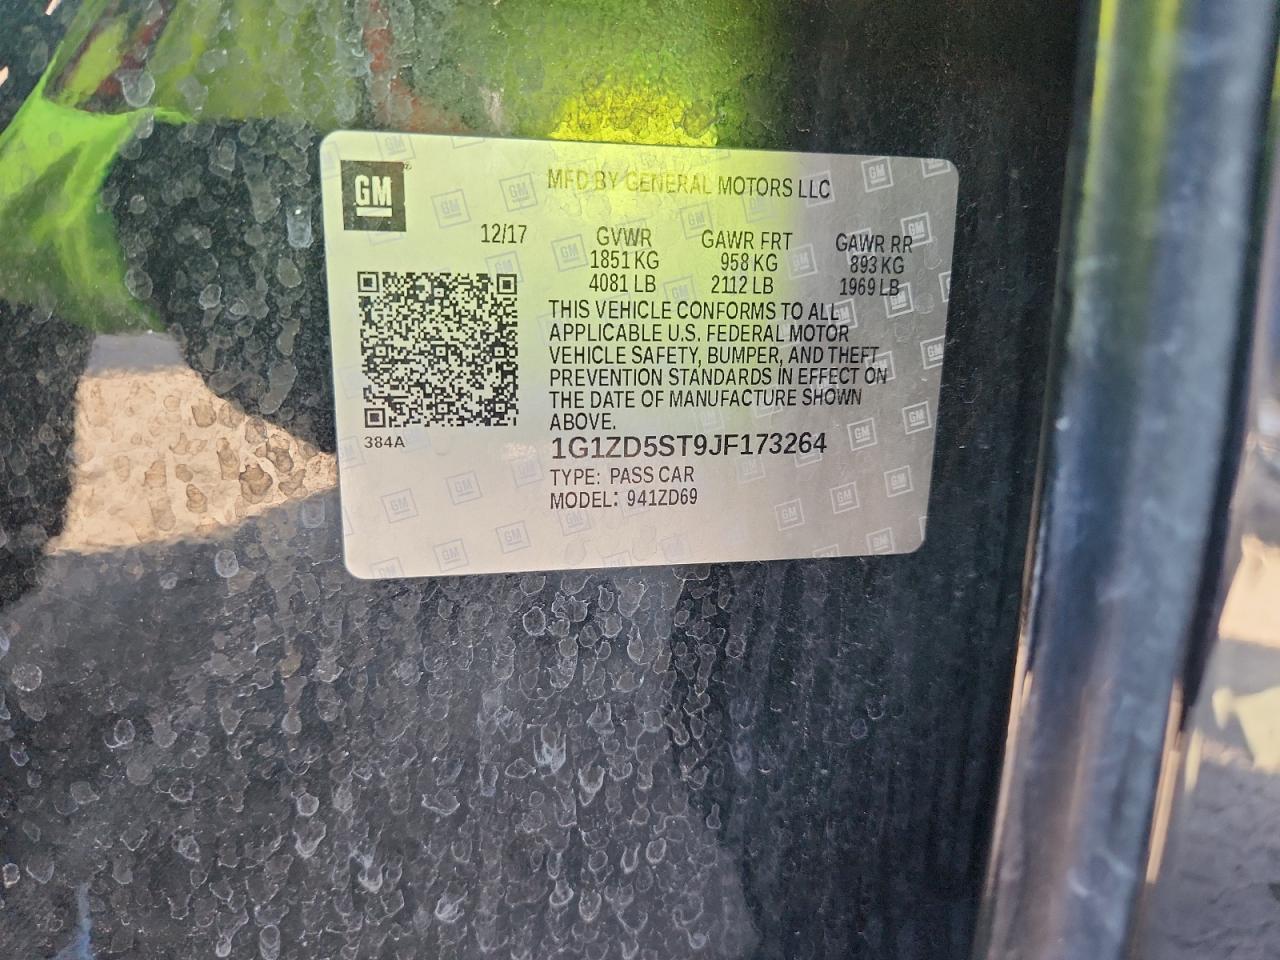 GM
MFD BY GENERAL MOTORS LLC
12/17 GVWR GAWR FRT GAWR RR
1851 KG 958 KG 893 KG
4081 LB 2112 LB 1969 LB
THIS VEHICLE CONFORMS TO ALL
APPLICABLE U.S. FEDERAL MOTOR
VEHICLE SAFETY, BUMPER, AND THEFT
PREVENTION STANDARDS IN EFFECT ON
THE DATE OF MANUFACTURE SHOWN
ABOVE.
384A
1G1ZD5ST9JF173264
TYPE: PASS CAR
MODEL: 941ZD69